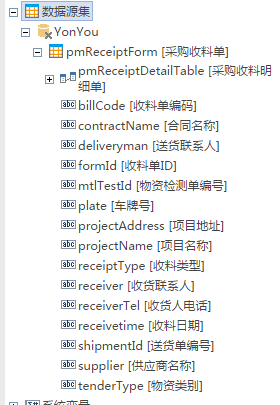 数据源集
YonYou
pmReceiptForm [采购收料单]
pmReceiptDetailTable [采购收料明
细单]
billCode [收料单编码]
contractName [合同名称]
deliveryman [送货联系人]
formId [收料单ID]
mtlTestId [物资检测单编号]
plate [车牌号]
projectAddress [项目地址]
projectName [项目名称]
receiptType [收料类型]
receiver [收货联系人]
receiverTel [收货人电话]
receivetime [收料日期]
shipmentId [送货单编号]
supplier [供应商名称]
tenderType [物资类别]
系统变量